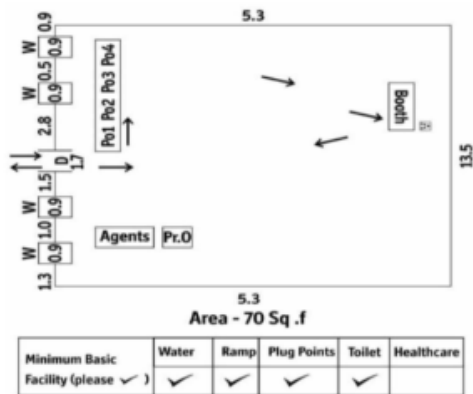 5.3
0.9
W 0.9
0.5
W 0.9
2.8
D 1.7
1.5
W 0.9
1.0
W 0.9
1.3
Po1 Po2 Po3 Po4
Booth
13.5
Agents Pr.O
5.3
Area - 70 Sq .f
Minimum Basic Facility (please ✓ ) Water Ramp Plug Points Toilet Healthcare
✓ ✓ ✓ ✓